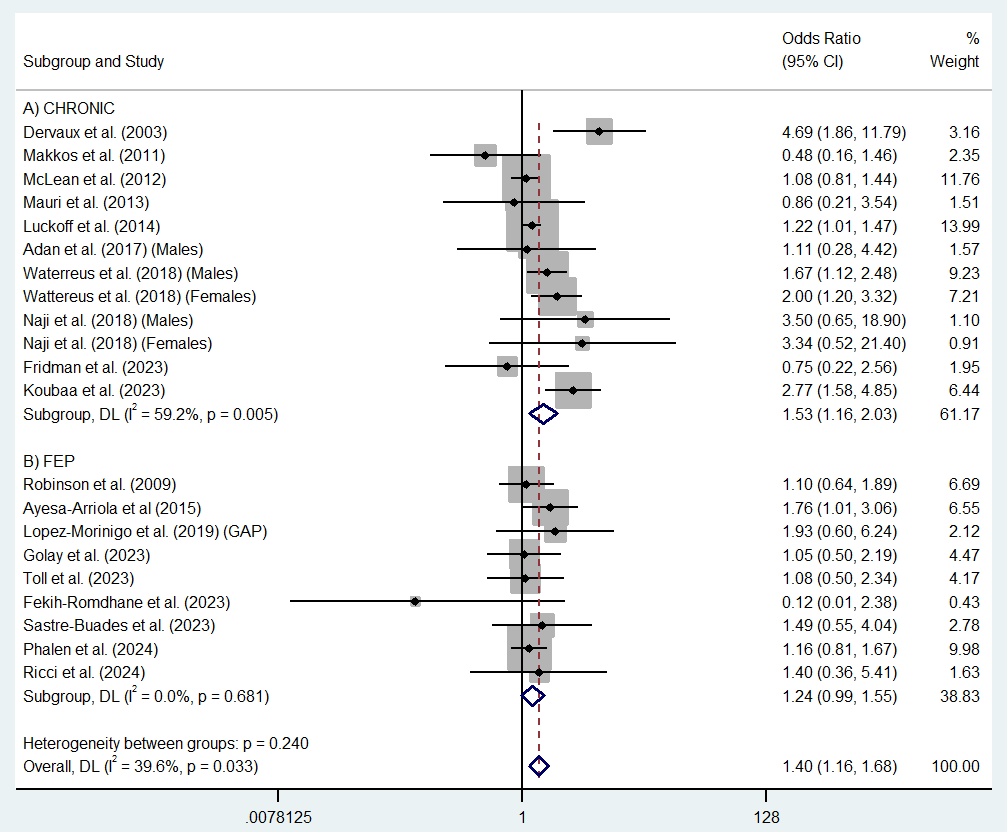 Odds Ratio %
Subgroup and Study (95% CI) Weight
A) CHRONIC
Dervaux et al. (2003) 4.69 (1.86, 11.79) 3.16
Makkos et al. (2011) 0.48 (0.16, 1.46) 2.35
McLean et al. (2012) 1.08 (0.81, 1.44) 11.76
Mauri et al. (2013) 0.86 (0.21, 3.54) 1.51
Luckoff et al. (2014) 1.22 (1.01, 1.47) 13.99
Adan et al. (2017) (Males) 1.11 (0.28, 4.42) 1.57
Waterreus et al. (2018) (Males) 1.67 (1.12, 2.48) 9.23
Wattereus et al. (2018) (Females) 2.00 (1.20, 3.32) 7.21
Naji et al. (2018) (Males) 3.50 (0.65, 18.90) 1.10
Naji et al. (2018) (Females) 3.34 (0.52, 21.40) 0.91
Fridman et al. (2023) 0.75 (0.22, 2.56) 1.95
Koubaa et al. (2023) 2.77 (1.58, 4.85) 6.44
Subgroup, DL (I² = 59.2%, p = 0.005) 1.53 (1.16, 2.03) 61.17
B) FEP
Robinson et al. (2009) 1.10 (0.64, 1.89) 6.69
Ayesa-Arriola et al (2015) 1.76 (1.01, 3.06) 6.55
Lopez-Morinigo et al. (2019) (GAP) 1.93 (0.60, 6.24) 2.12
Golay et al. (2023) 1.05 (0.50, 2.19) 4.47
Toll et al. (2023) 1.08 (0.50, 2.34) 4.17
Fekih-Romdhane et al. (2023) 0.12 (0.01, 2.38) 0.43
Sastre-Buades et al. (2023) 1.49 (0.55, 4.04) 2.78
Phalen et al. (2024) 1.16 (0.81, 1.67) 9.98
Ricci et al. (2024) 1.40 (0.36, 5.41) 1.63
Subgroup, DL (I² = 0.0%, p = 0.681) 1.24 (0.99, 1.55) 38.83
Heterogeneity between groups: p = 0.240
Overall, DL (I² = 39.6%, p = 0.033) 1.40 (1.16, 1.68) 100.00
.0078125 1 128